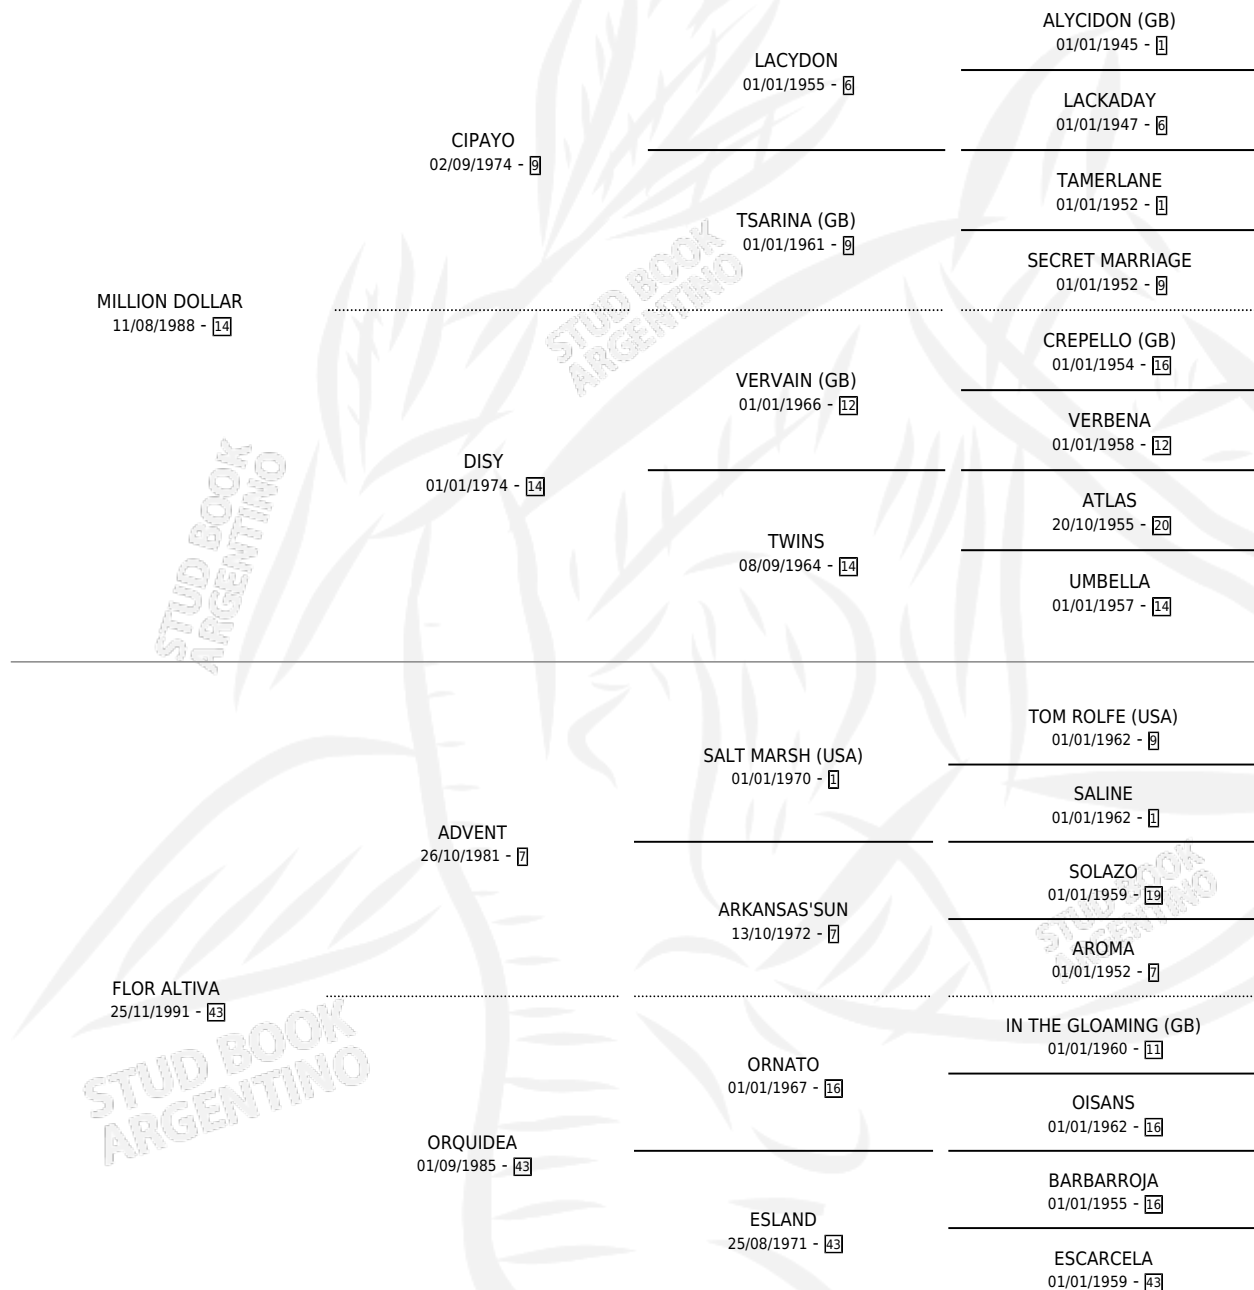 ALYCIDON (GB)
01/01/1945 - 1
LACYDON
01/01/1955 - 6
LACKADAY
01/01/1947 - 6
CIPAYO
02/09/1974 - 9
TAMERLANE
01/01/1952 - 1
TSARINA (GB)
01/01/1961 - 9
SECRET MARRIAGE
01/01/1952 - 9
MILLION DOLLAR
11/08/1988 - 14
STUD BOOK
ARGENTINO
CREPELLO (GB)
01/01/1954 - 16
VERVAIN (GB)
01/01/1966 - 12
VERBENA
01/01/1958 - 12
DISY
01/01/1974 - 14
ATLAS
20/10/1955 - 20
TWINS
08/09/1964 - 14
UMBELLA
01/01/1957 - 14
STUD BOOK
ARGENTINO
TOM ROLFE (USA)
01/01/1962 - 9
SALT MARSH (USA)
01/01/1970 - 1
SALINE
01/01/1962 - 1
ADVENT
26/10/1981 - 7
SOLAZO
01/01/1959 - 19
ARKANSAS'SUN
13/10/1972 - 7
STUD BOOK
ARGENTINO
AROMA
01/01/1952 - 7
FLOR ALTIVA
25/11/1991 - 43
IN THE GLOAMING (GB)
01/01/1960 - 11
ORNATO
01/01/1967 - 16
OISANS
01/01/1962 - 16
STUD BOOK
ARGENTINO
ORQUIDEA
01/09/1985 - 43
BARBARROJA
01/01/1955 - 16
ESLAND
25/08/1971 - 43
ESCARCELA
01/01/1959 - 43